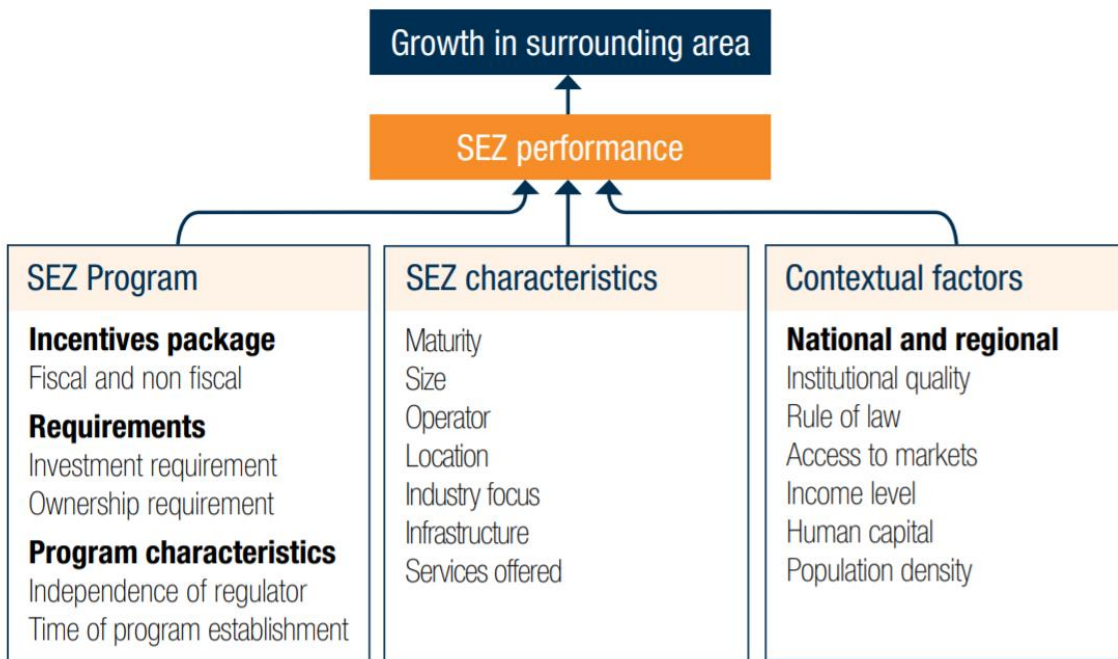 Growth in surrounding area
SEZ performance
SEZ Program
Incentives package
Fiscal and non fiscal
Requirements
Investment requirement
Ownership requirement
Program characteristics
Independence of regulator
Time of program establishment
SEZ characteristics
Maturity
Size
Operator
Location
Industry focus
Infrastructure
Services offered
Contextual factors
National and regional
Institutional quality
Rule of law
Access to markets
Income level
Human capital
Population density